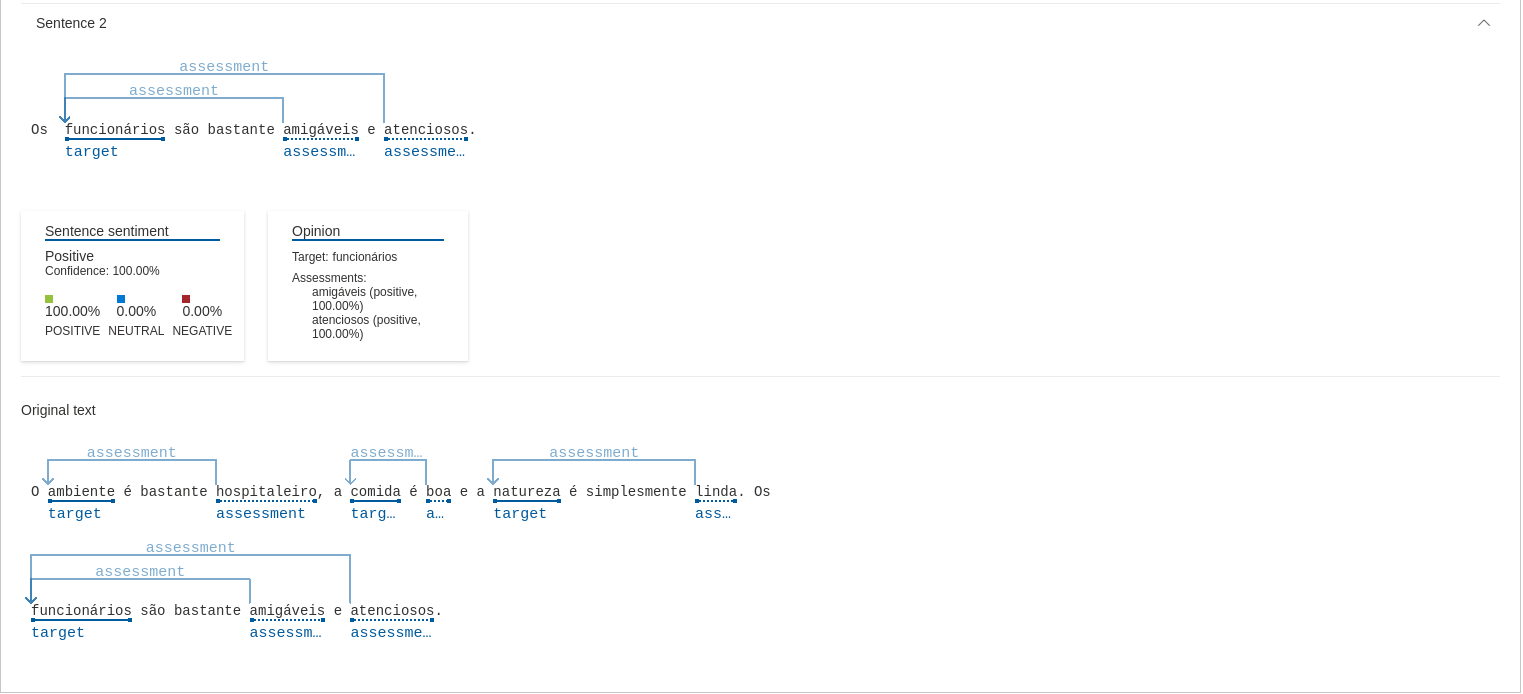 Sentence 2
assessment
assessment
Os funcionários são bastante amigáveis e atenciosos.
target assessm… assessme…
Sentence sentiment
Positive
Confidence: 100.00%
100.00% 0.00% 0.00%
POSITIVE NEUTRAL NEGATIVE
Opinion
Target: funcionários
Assessments:
amigáveis (positive,
100.00%)
atenciosos (positive,
100.00%)
Original text
assessment assessm… assessment
O ambiente é bastante hospitaleiro, a comida é boa e a natureza é simplesmente linda. Os
target assessment targ… a… target ass…
assessment
assessment
funcionários são bastante amigáveis e atenciosos.
target assessm… assessme…